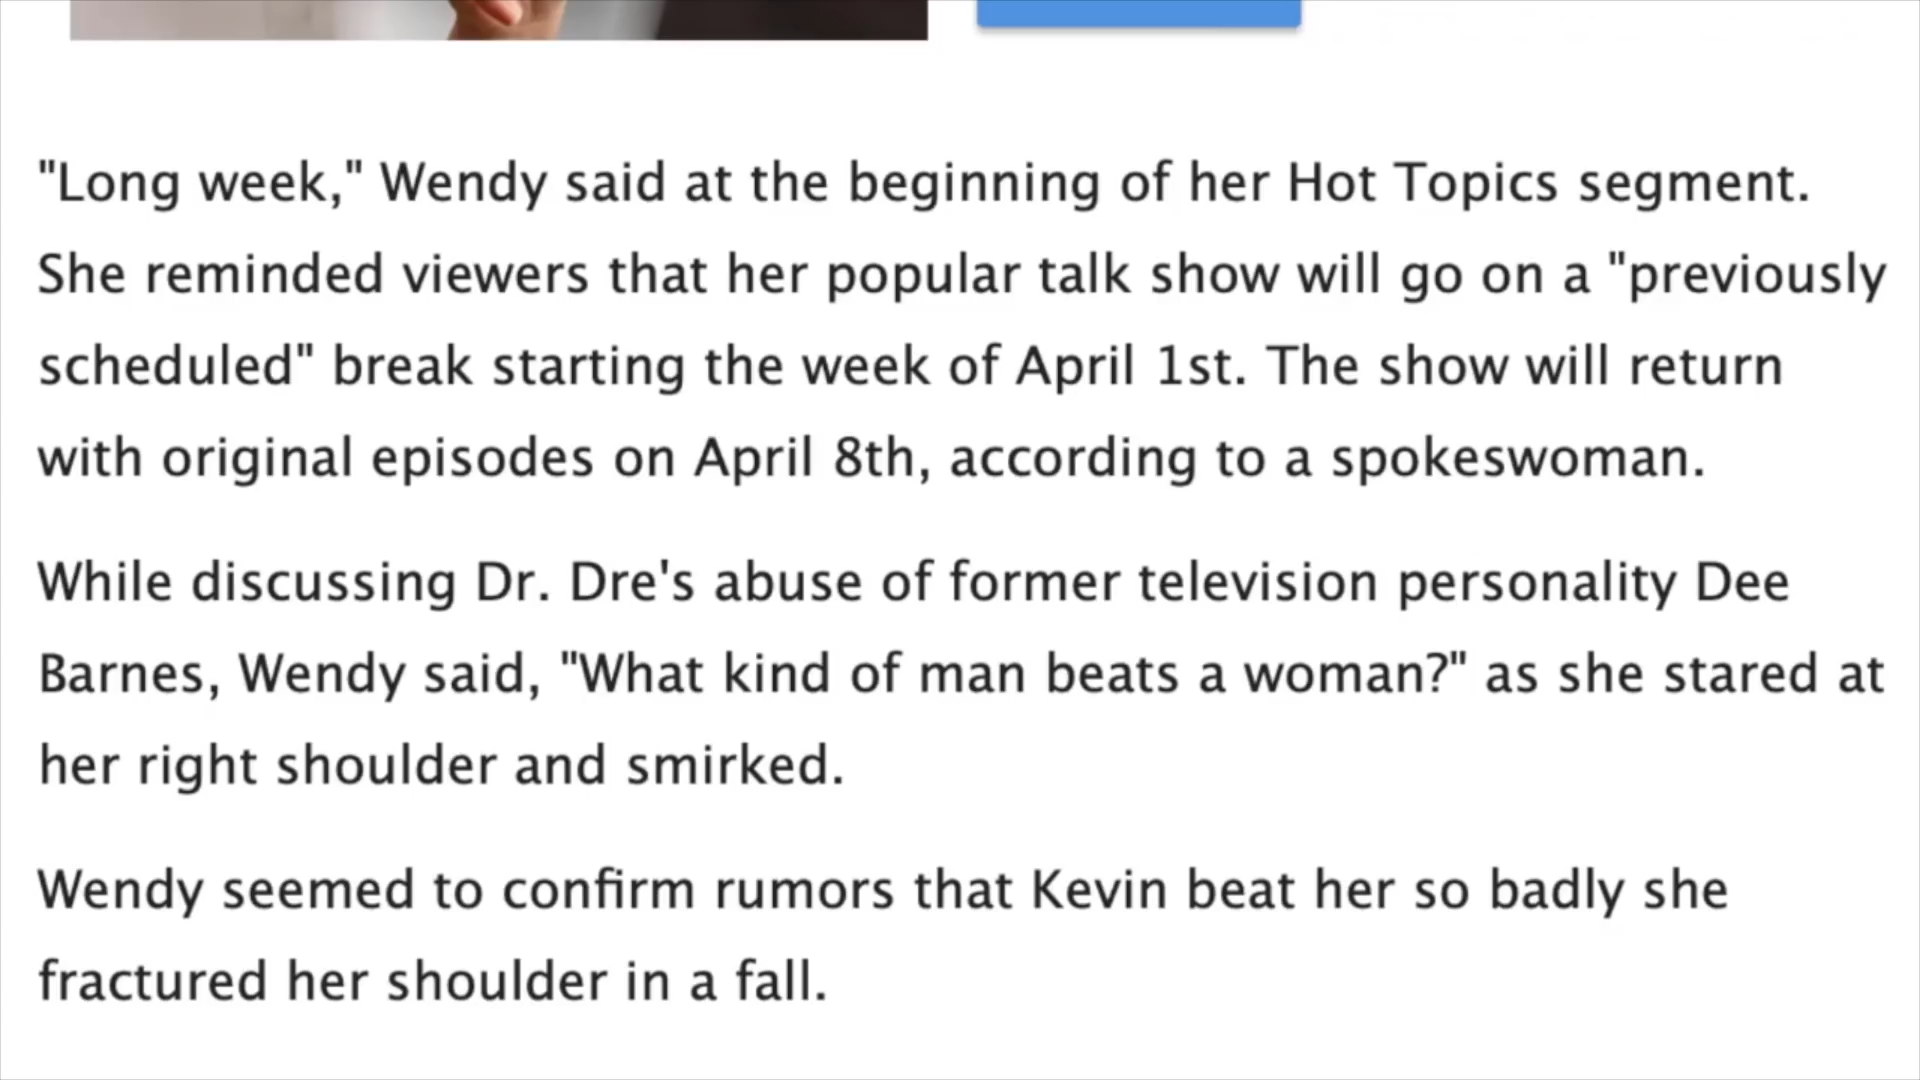 "Long week," Wendy said at the beginning of her Hot Topics segment.
She reminded viewers that her popular talk show will go on a "previously
scheduled" break starting the week of April 1st. The show will return
with original episodes on April 8th, according to a spokeswoman.
While discussing Dr. Dre's abuse of former television personality Dee
Barnes, Wendy said, "What kind of man beats a woman?" as she stared at
her right shoulder and smirked.
Wendy seemed to confirm rumors that Kevin beat her so badly she
fractured her shoulder in a fall.